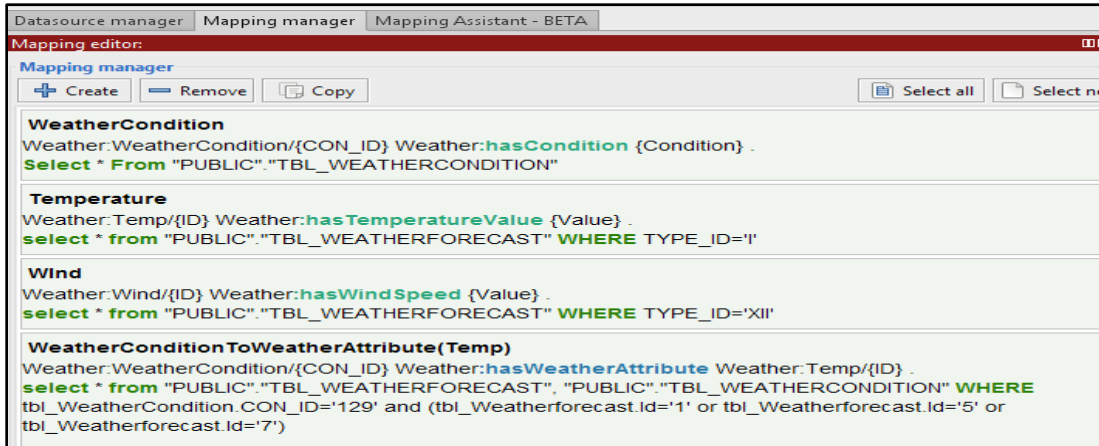 Datasource manager Mapping manager Mapping Assistant - BETA
Mapping editor:
Mapping manager
Create Remove Copy Select all Select n
WeatherCondition
Weather:WeatherCondition/{CON_ID} Weather:hasCondition {Condition} .
Select * From "PUBLIC"."TBL_WEATHERCONDITION"
Temperature
Weather:Temp/{ID} Weather:hasTemperatureValue {Value} .
select * from "PUBLIC"."TBL_WEATHERFORECAST" WHERE TYPE_ID='I'
WInd
Weather:Wind/{ID} Weather:hasWindSpeed {Value} .
select * from "PUBLIC"."TBL_WEATHERFORECAST" WHERE TYPE_ID='XII'
WeatherConditionToWeatherAttribute(Temp)
Weather:WeatherCondition/{CON_ID} Weather:hasWeatherAttribute Weather:Temp/{ID} .
select * from "PUBLIC"."TBL_WEATHERFORECAST", "PUBLIC"."TBL_WEATHERCONDITION" WHERE
tbl_WeatherCondition.CON_ID='129' and (tbl_Weatherforecast.Id='1' or tbl_Weatherforecast.Id='5' or
tbl_Weatherforecast.Id='7')